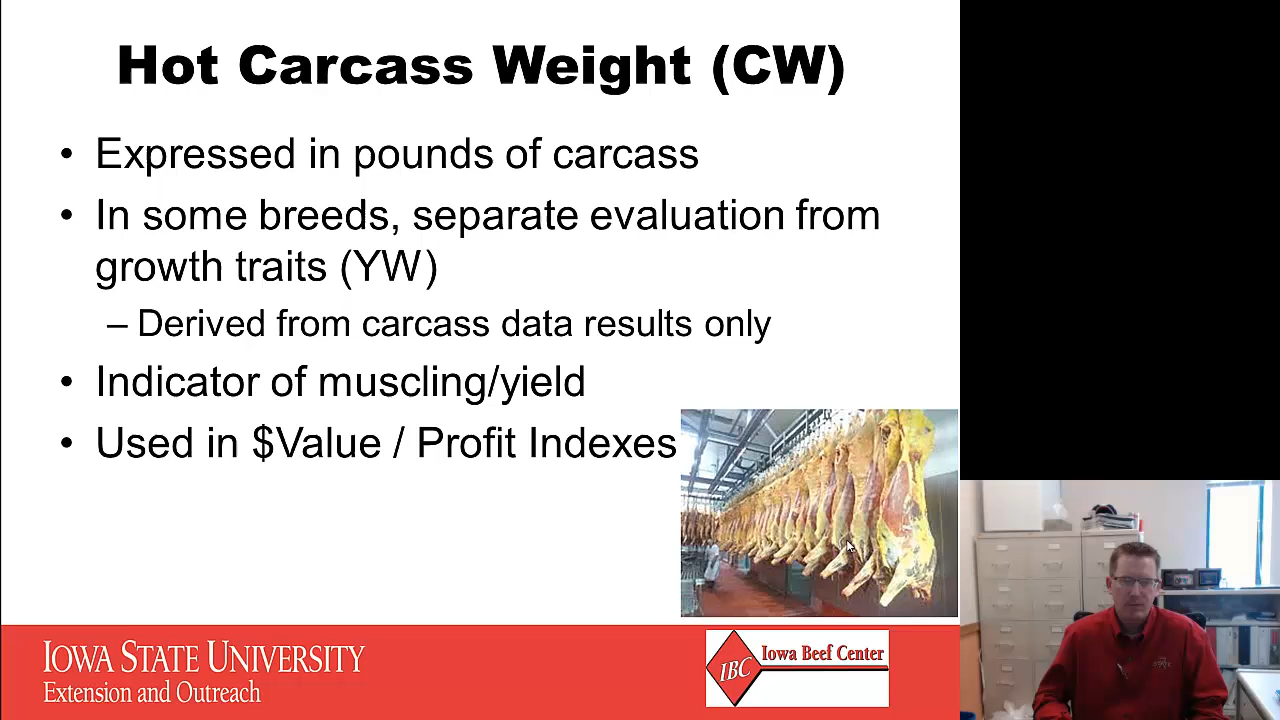 Hot Carcass Weight (CW)
• Expressed in pounds of carcass
• In some breeds, separate evaluation from
growth traits (YW)
– Derived from carcass data results only
• Indicator of muscling/yield
• Used in $Value / Profit Indexes
IOWA STATE UNIVERSITY
Extension and Outreach
IBC
Iowa Beef Center